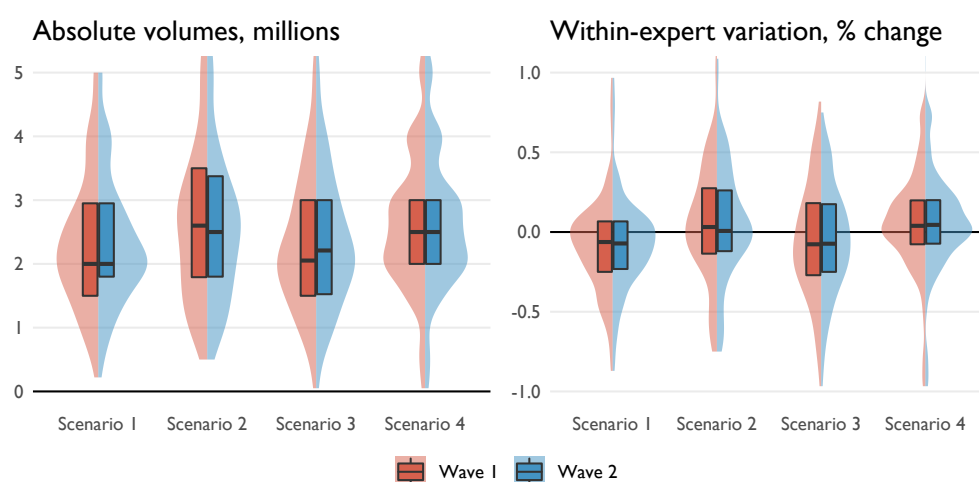 Absolute volumes, millions
5
4
3
2
1
0
Scenario 1
Scenario 2
Scenario 3
Scenario 4
Within-expert variation, % change
1.0
0.5
0.0
-0.5
-1.0
Scenario 1
Scenario 2
Scenario 3
Scenario 4
Wave 1
Wave 2